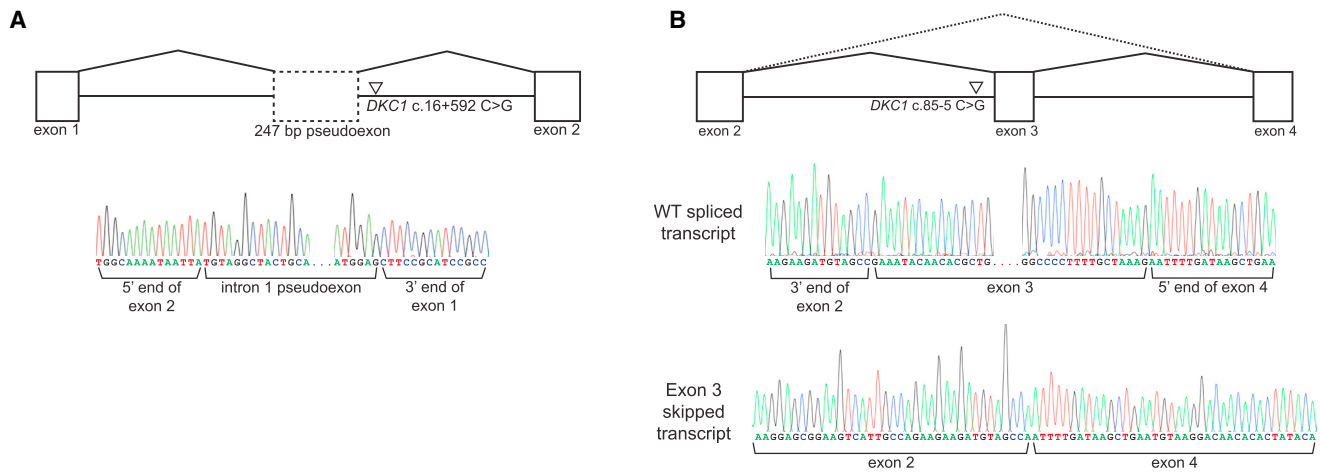 A
DKC1 c.16+592 C>G
exon 1
247 bp pseudoexon
exon 2
TGGCAAAATAATTATGTAGGCTACTGCA...ATGGAGCTTCCGCATCCGCC
5' end of
exon 2
intron 1 pseudoexon
3' end of
exon 1
B
DKC1 c.85-5 C>G
exon 2
exon 3
exon 4
WT spliced
transcript
AAGAAGATGTAGCCGAAATACAACACGCTG....GGCCCCTTTTGCTAAAGAATTTTGATAAGCTGAA
3' end of
exon 2
exon 3
5' end of exon 4
Exon 3
skipped
transcript
AAGGAGCGGAAGTCATTGCCAGAAGAAGATGTAGCCAATTTTGATAAGCTGAATGTAAGGACAACACACTATACA
exon 2
exon 4